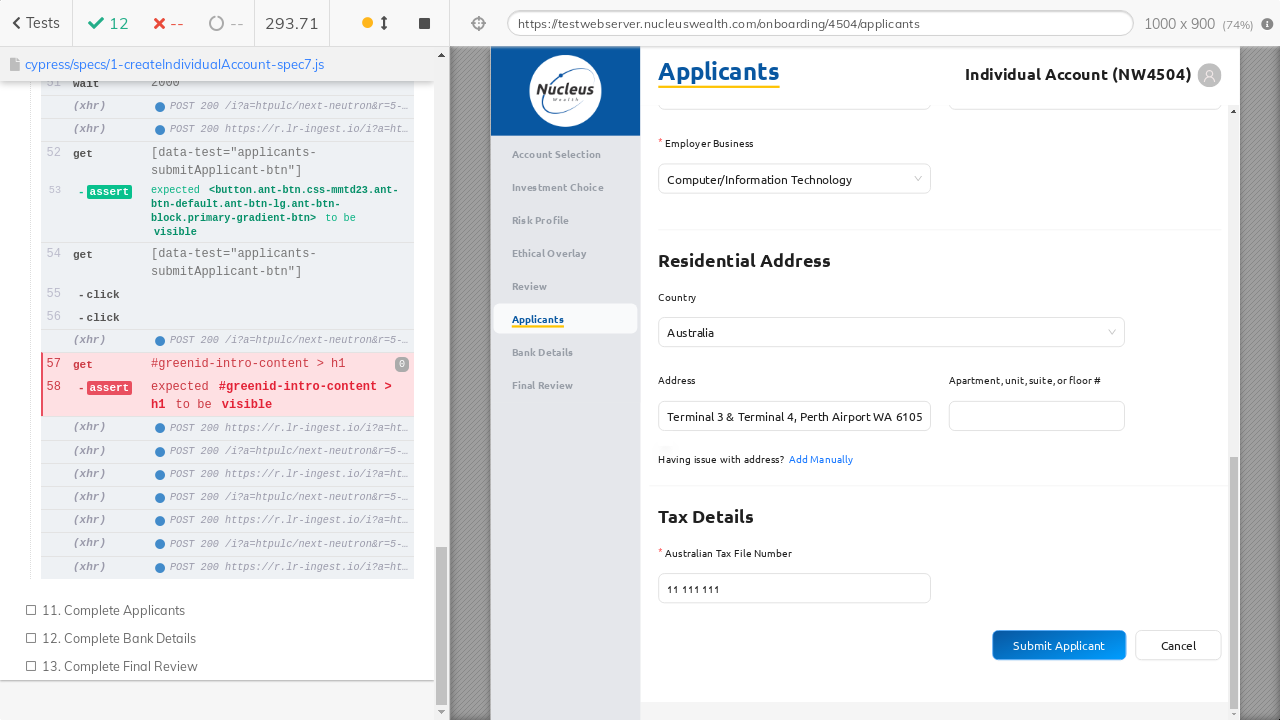 Tests
12
--
--
293.71
https://testwebserver.nucleuswealth.com/onboarding/4504/applicants
1000 x 900 (74%)
cypress/specs/1-createIndividualAccount-spec7.js
51 wait 2000
(xhr) POST 200 /i?a=htpulc/next-neutron&r=5-…
(xhr) POST 200 https://r.lr-ingest.io/i?a=ht…
52 get [data-test="applicants-
submitApplicant-btn"]
53 -assert expected <button.ant-btn.css-mmtd23.ant-
btn-default.ant-btn-lg.ant-btn-
block.primary-gradient-btn> to be
visible
54 get [data-test="applicants-
submitApplicant-btn"]
55 -click
56 -click
(xhr) POST 200 /i?a=htpulc/next-neutron&r=5-…
57 get #greenid-intro-content > h1 0
58 -assert expected #greenid-intro-content >
h1 to be visible
(xhr) POST 200 https://r.lr-ingest.io/i?a=ht…
(xhr) POST 200 /i?a=htpulc/next-neutron&r=5-…
(xhr) POST 200 https://r.lr-ingest.io/i?a=ht…
(xhr) POST 200 /i?a=htpulc/next-neutron&r=5-…
(xhr) POST 200 https://r.lr-ingest.io/i?a=ht…
(xhr) POST 200 /i?a=htpulc/next-neutron&r=5-…
(xhr) POST 200 https://r.lr-ingest.io/i?a=ht…
11. Complete Applicants
12. Complete Bank Details
13. Complete Final Review
Nucleus
Wealth
Account Selection
Investment Choice
Risk Profile
Ethical Overlay
Review
Applicants
Bank Details
Final Review
Applicants
Individual Account (NW4504)
* Employer Business
Computer/Information Technology
Residential Address
Country
Australia
Address
Apartment, unit, suite, or floor #
Terminal 3 & Terminal 4, Perth Airport WA 6105
Having issue with address? Add Manually
Tax Details
* Australian Tax File Number
11 111 111
Submit Applicant
Cancel